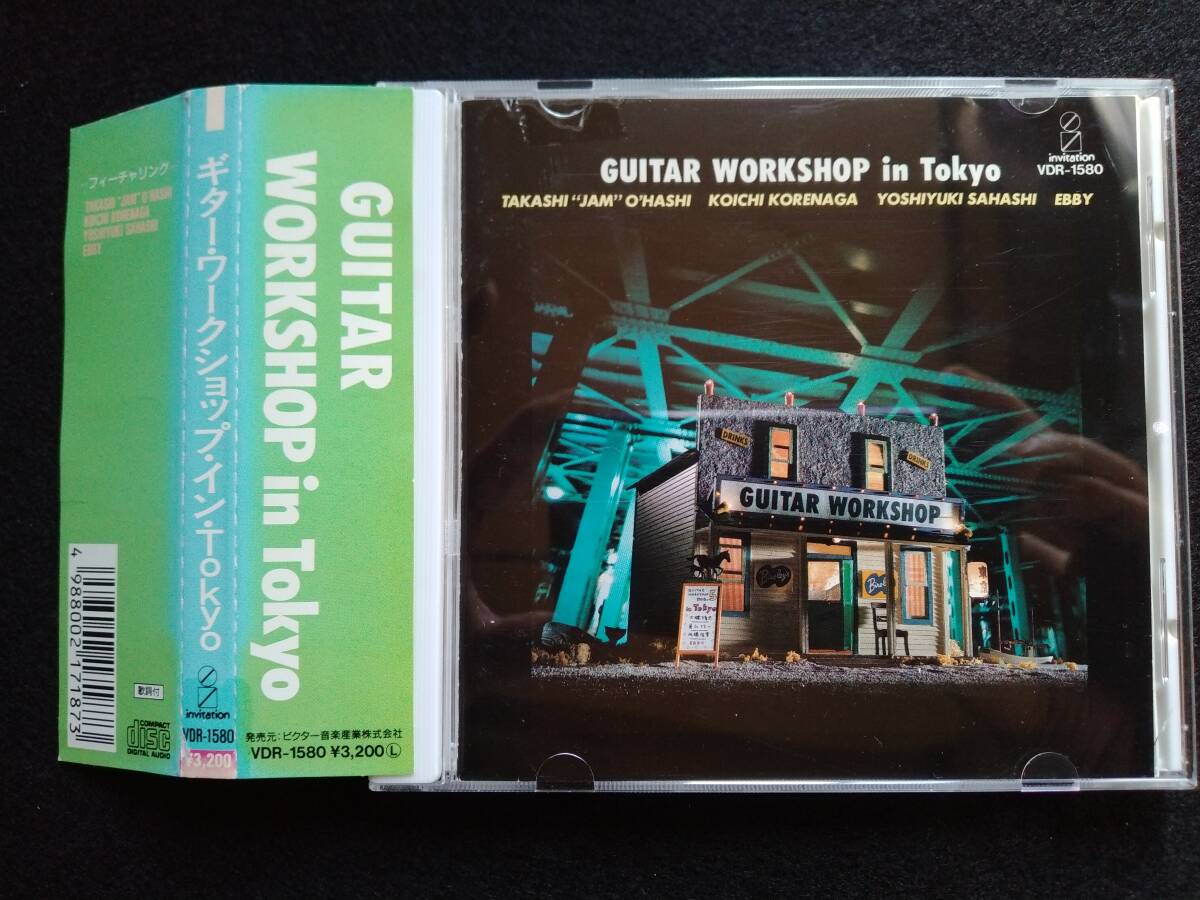 フィーチャリング
TAKASHI "JAM" O'HASHI
KOICHI KORENAGA
YOSHIYUKI SAHASHI
EBBY
4 988002 171873
歌詞付
COMPACT
disc
DIGITAL AUDIO
ギター・ワークショップ・イン・Tokyo
invitation
VDR-1580
¥3,200
GUITAR
WORKSHOP in Tokyo
発売元:ビクター音楽産業株式会社
VDR-1580 ¥3,200 Ⓛ
invitation
VDR-1580
GUITAR WORKSHOP in Tokyo
TAKASHI "JAM" O'HASHI KOICHI KORENAGA YOSHIYUKI SAHASHI EBBY
DRINKS
DRINKS
GUITAR WORKSHOP
in Tokyo